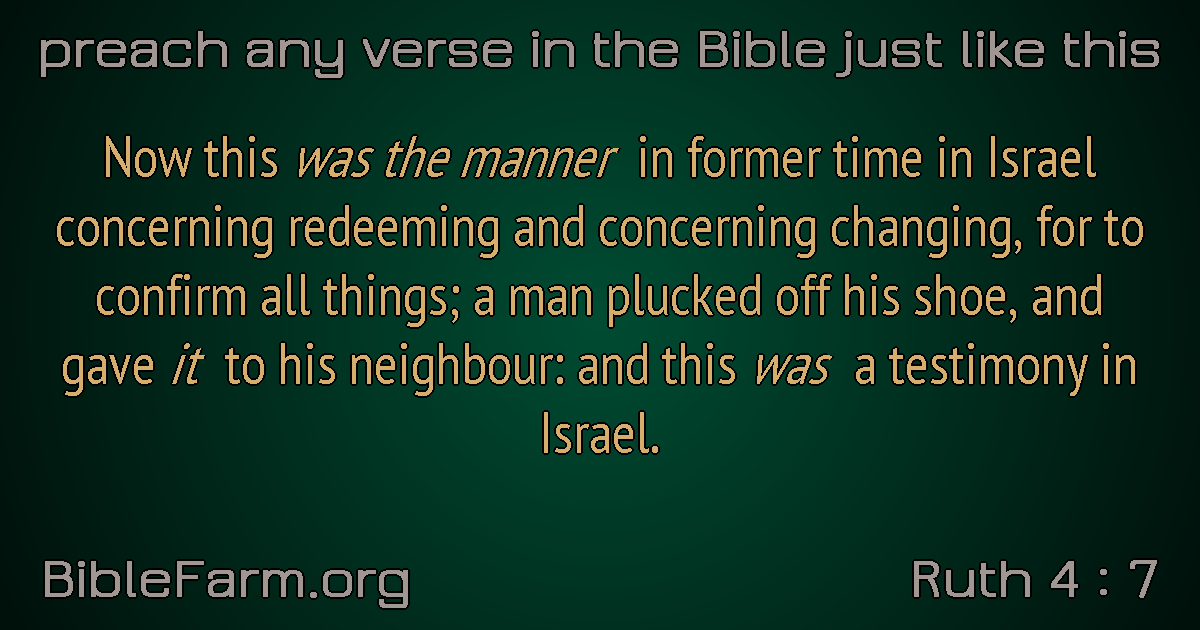 preach any verse in the Bible just like this
Now this was the manner in former time in Israel
concerning redeeming and concerning changing, for to
confirm all things; a man plucked off his shoe, and
gave it to his neighbour: and this was a testimony in
Israel.
BibleFarm.org
Ruth 4 : 7